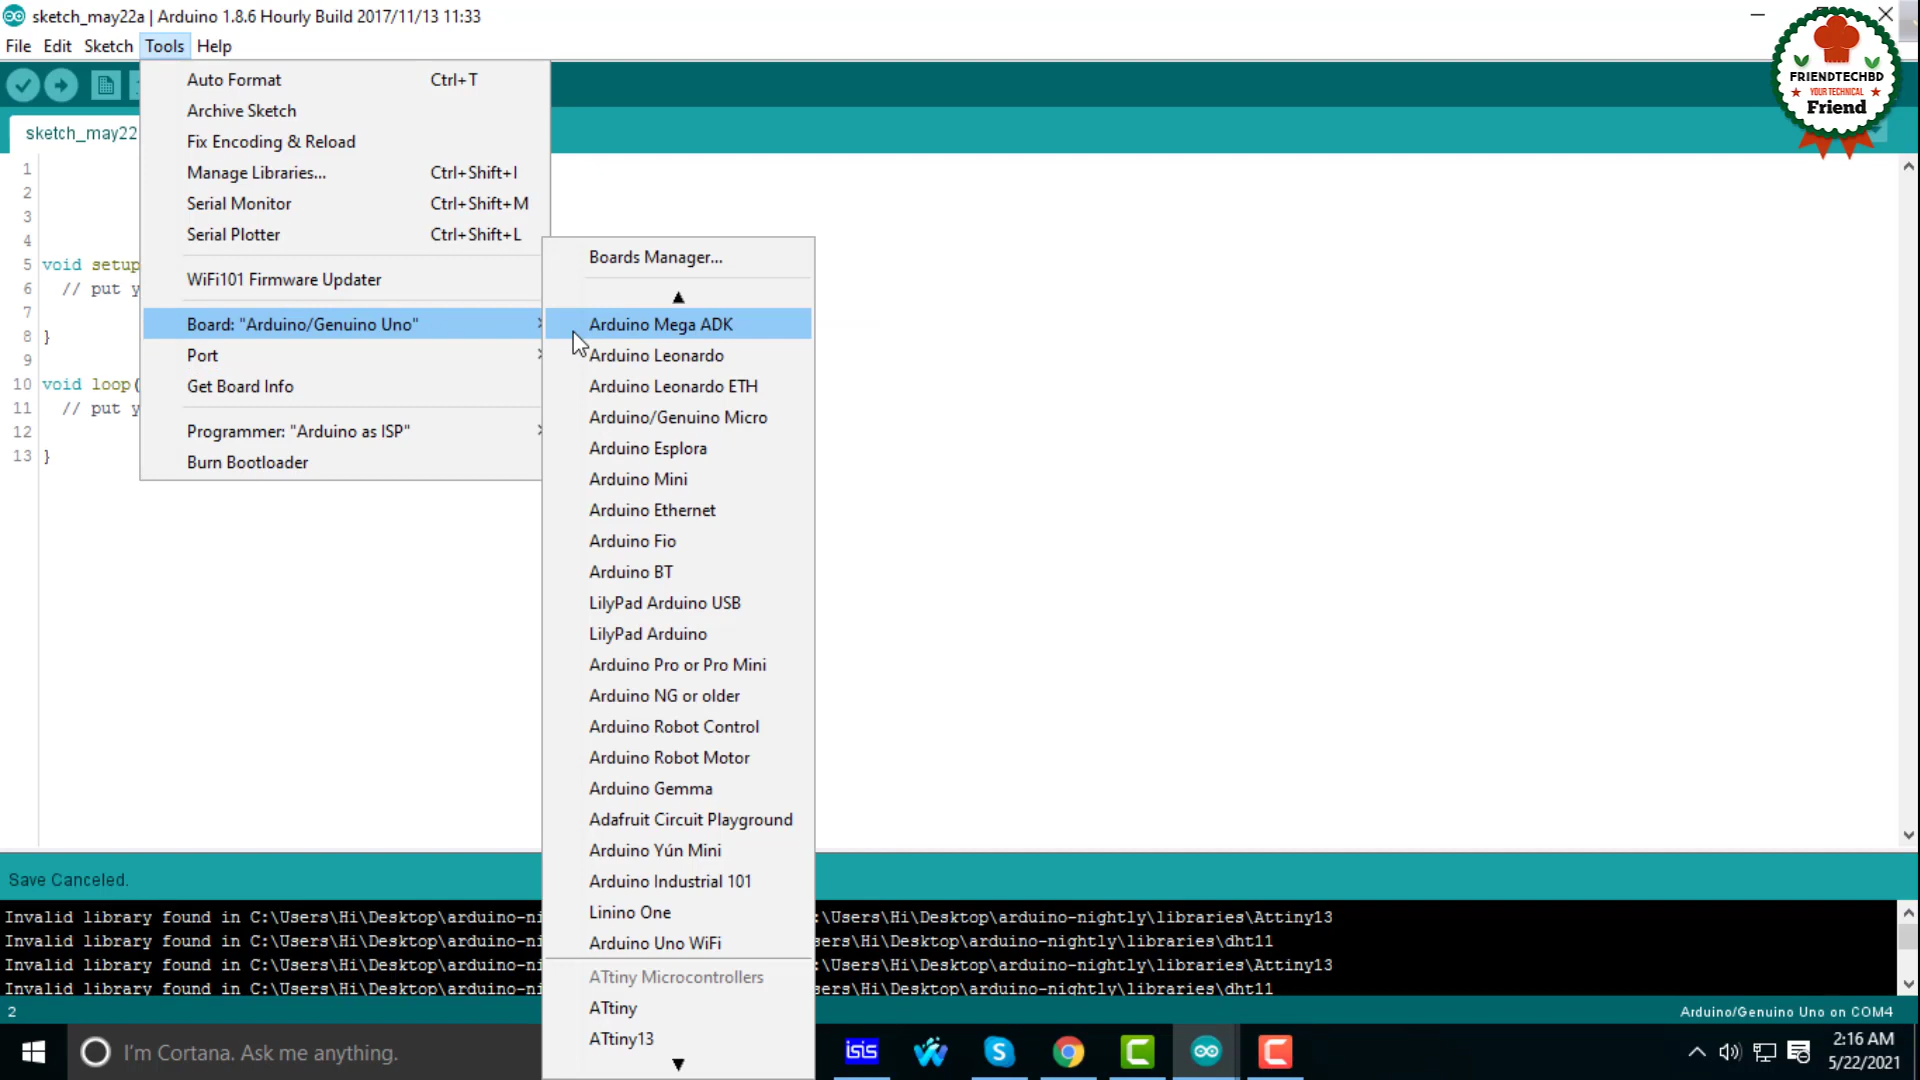 sketch_may22a | Arduino 1.8.6 Hourly Build 2017/11/13 11:33
File Edit Sketch Tools Help
FRIENDTECHBD
YOUR TECHNICAL
Friend
Auto Format Ctrl+T
Archive Sketch
Fix Encoding & Reload
Manage Libraries... Ctrl+Shift+I
Serial Monitor Ctrl+Shift+M
Serial Plotter Ctrl+Shift+L
WiFi101 Firmware Updater
Board: "Arduino/Genuino Uno"
Port
Get Board Info
Programmer: "Arduino as ISP"
Burn Bootloader
Boards Manager...
Arduino Mega ADK
Arduino Leonardo
Arduino Leonardo ETH
Arduino/Genuino Micro
Arduino Esplora
Arduino Mini
Arduino Ethernet
Arduino Fio
Arduino BT
LilyPad Arduino USB
LilyPad Arduino
Arduino Pro or Pro Mini
Arduino NG or older
Arduino Robot Control
Arduino Robot Motor
Arduino Gemma
Adafruit Circuit Playground
Arduino Yún Mini
Arduino Industrial 101
Linino One
Arduino Uno WiFi
ATtiny Microcontrollers
ATtiny
ATtiny13
sketch_may22
1
2
3
4
5 void setup
6 // put y
7
8 }
9
10 void loop(
11 // put y
12
13 }
Save Canceled.
Invalid library found in C:\Users\Hi\Desktop\arduino-ni :\Users\Hi\Desktop\arduino-nightly\libraries\Attiny13
Invalid library found in C:\Users\Hi\Desktop\arduino-ni sers\Hi\Desktop\arduino-nightly\libraries\dht11
Invalid library found in C:\Users\Hi\Desktop\arduino-ni :\Users\Hi\Desktop\arduino-nightly\libraries\Attiny13
Invalid library found in C:\Users\Hi\Desktop\arduino-ni sers\Hi\Desktop\arduino-nightly\libraries\dht11
2 Arduino/Genuino Uno on COM4
I'm Cortana. Ask me anything.
isis
2:16 AM
5/22/2021